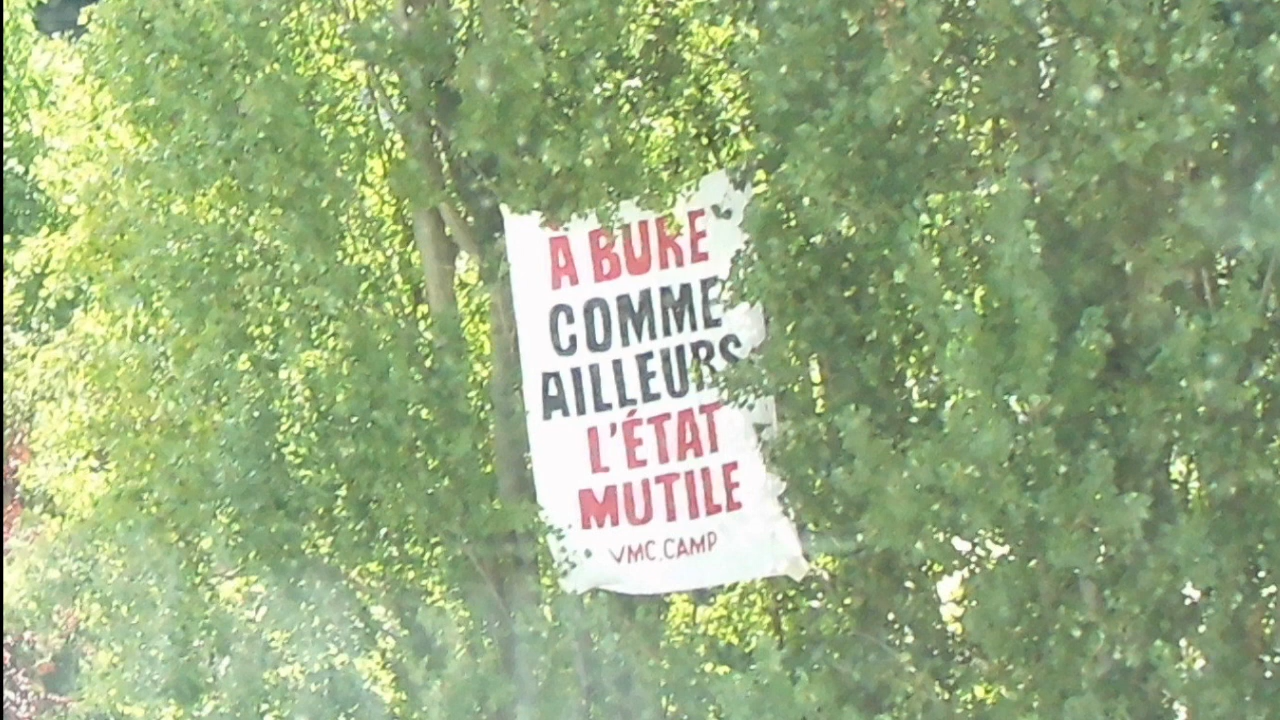 À BURE
COMME
AILLEURS
L'ÉTAT
MUTILE
VMC.CAMP